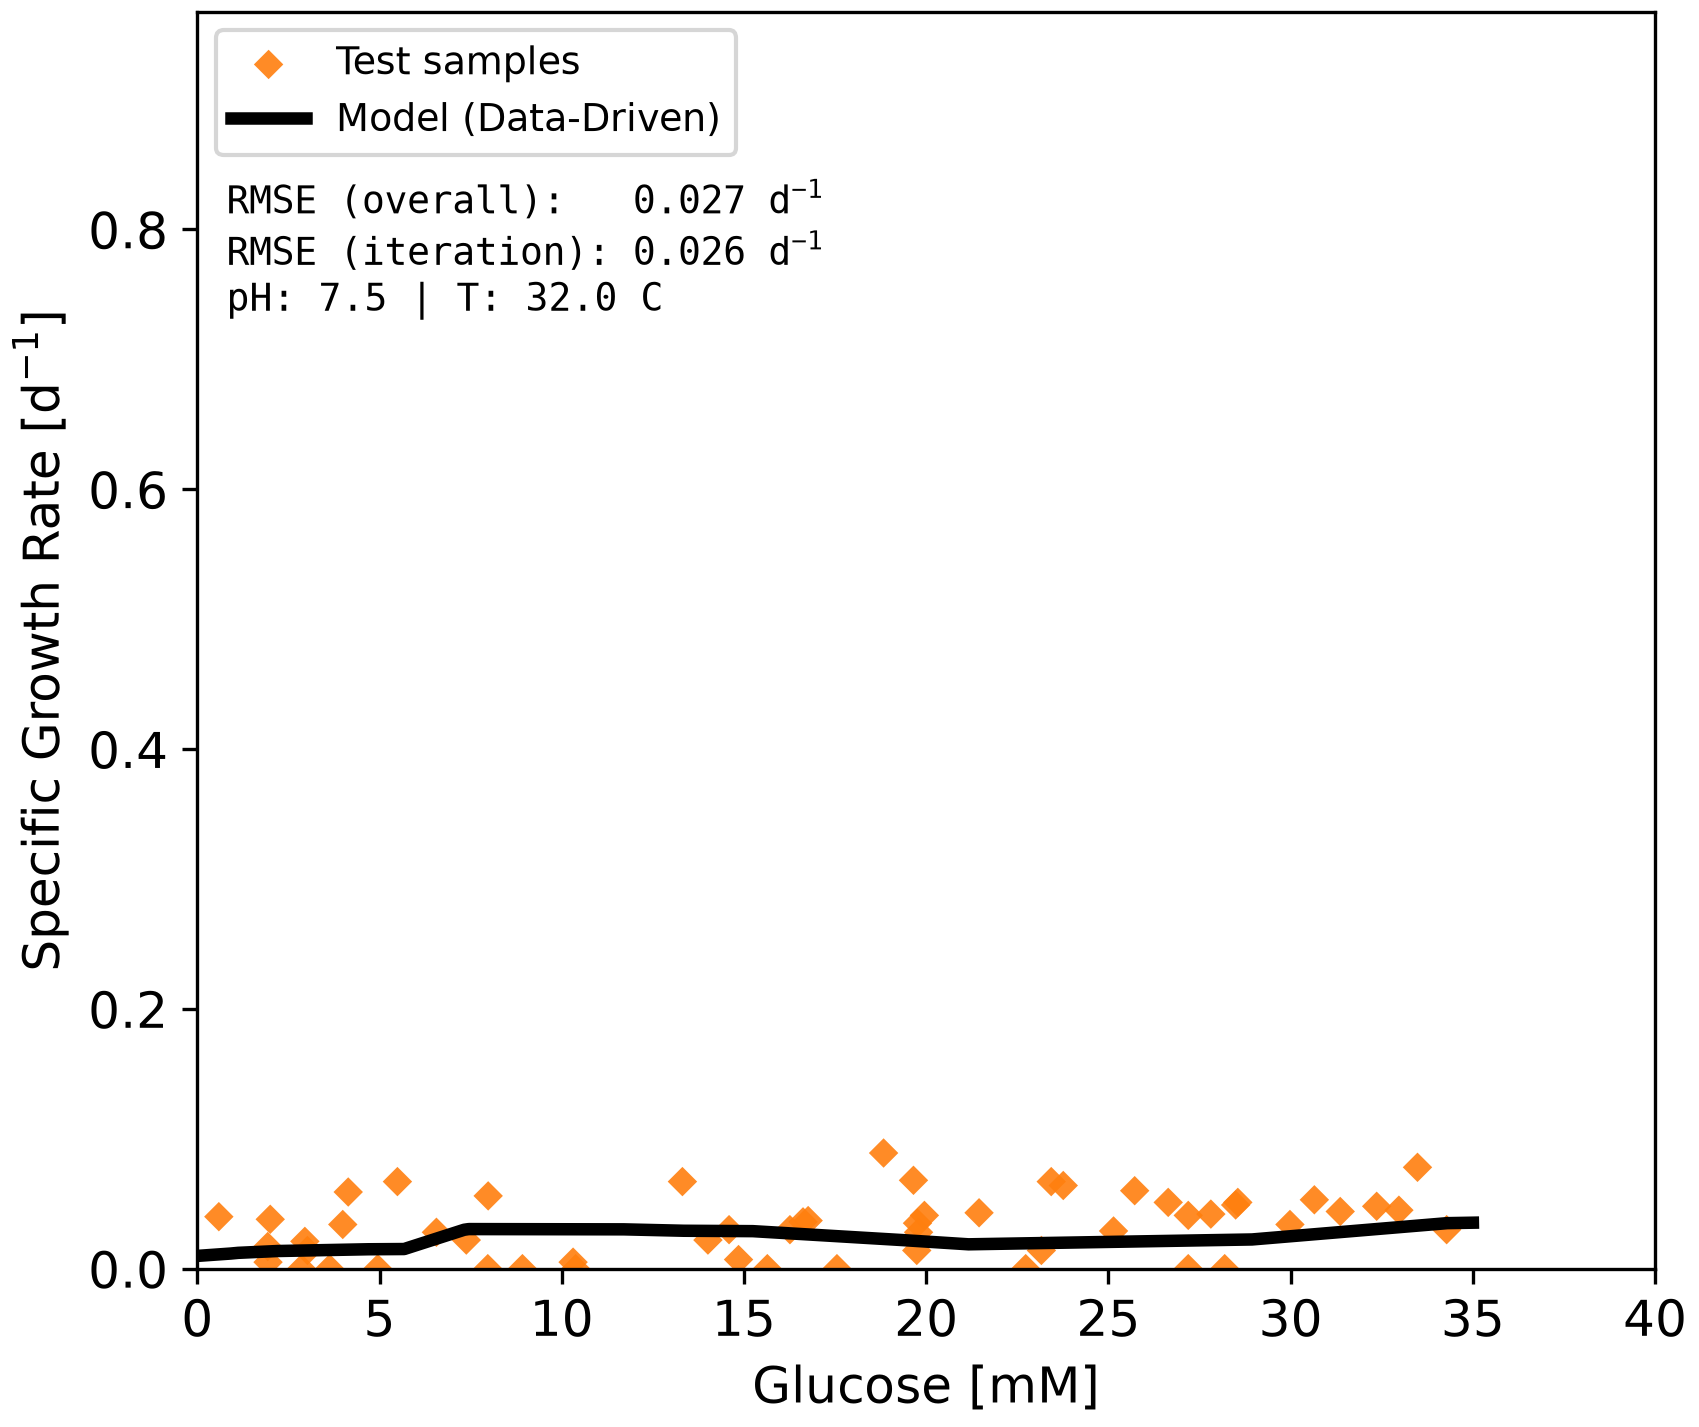 Test samples
Model (Data-Driven)
RMSE (overall):   0.027 d⁻¹
RMSE (iteration): 0.026 d⁻¹
pH: 7.5 | T: 32.0 C
Specific Growth Rate [d⁻¹]
0.8
0.6
0.4
0.2
0.0
0 5 10 15 20 25 30 35 40
Glucose [mM]